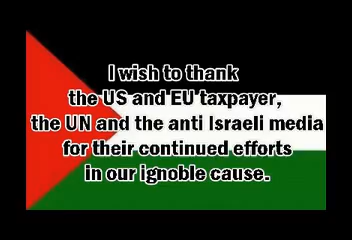 I wish to thank
the US and EU taxpayer,
the UN and the anti Israeli media
for their continued efforts
in our ignoble cause.